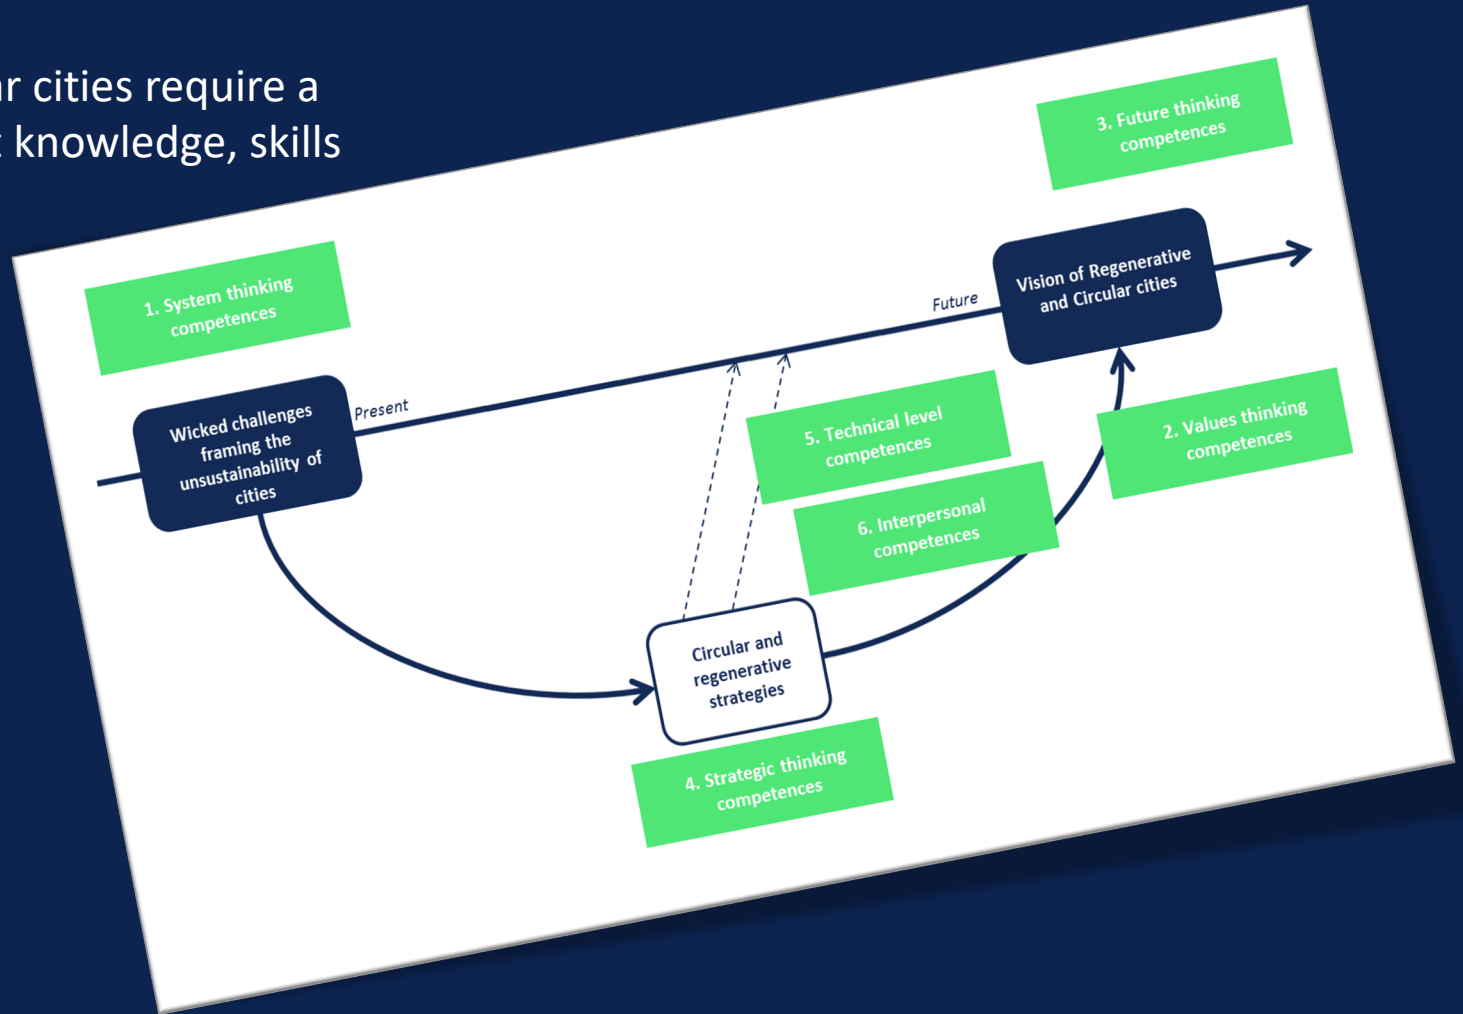 cities require a
knowledge, skills
3. Future thinking
competences
1. System thinking
competences
Vision of Regenerative
and Circular cities
Future
Present
Wicked challenges
framing the
unsustainability of
cities
5. Technical level
competences
2. Values thinking
competences
6. Interpersonal
competences
Circular and
regenerative
strategies
4. Strategic thinking
competences